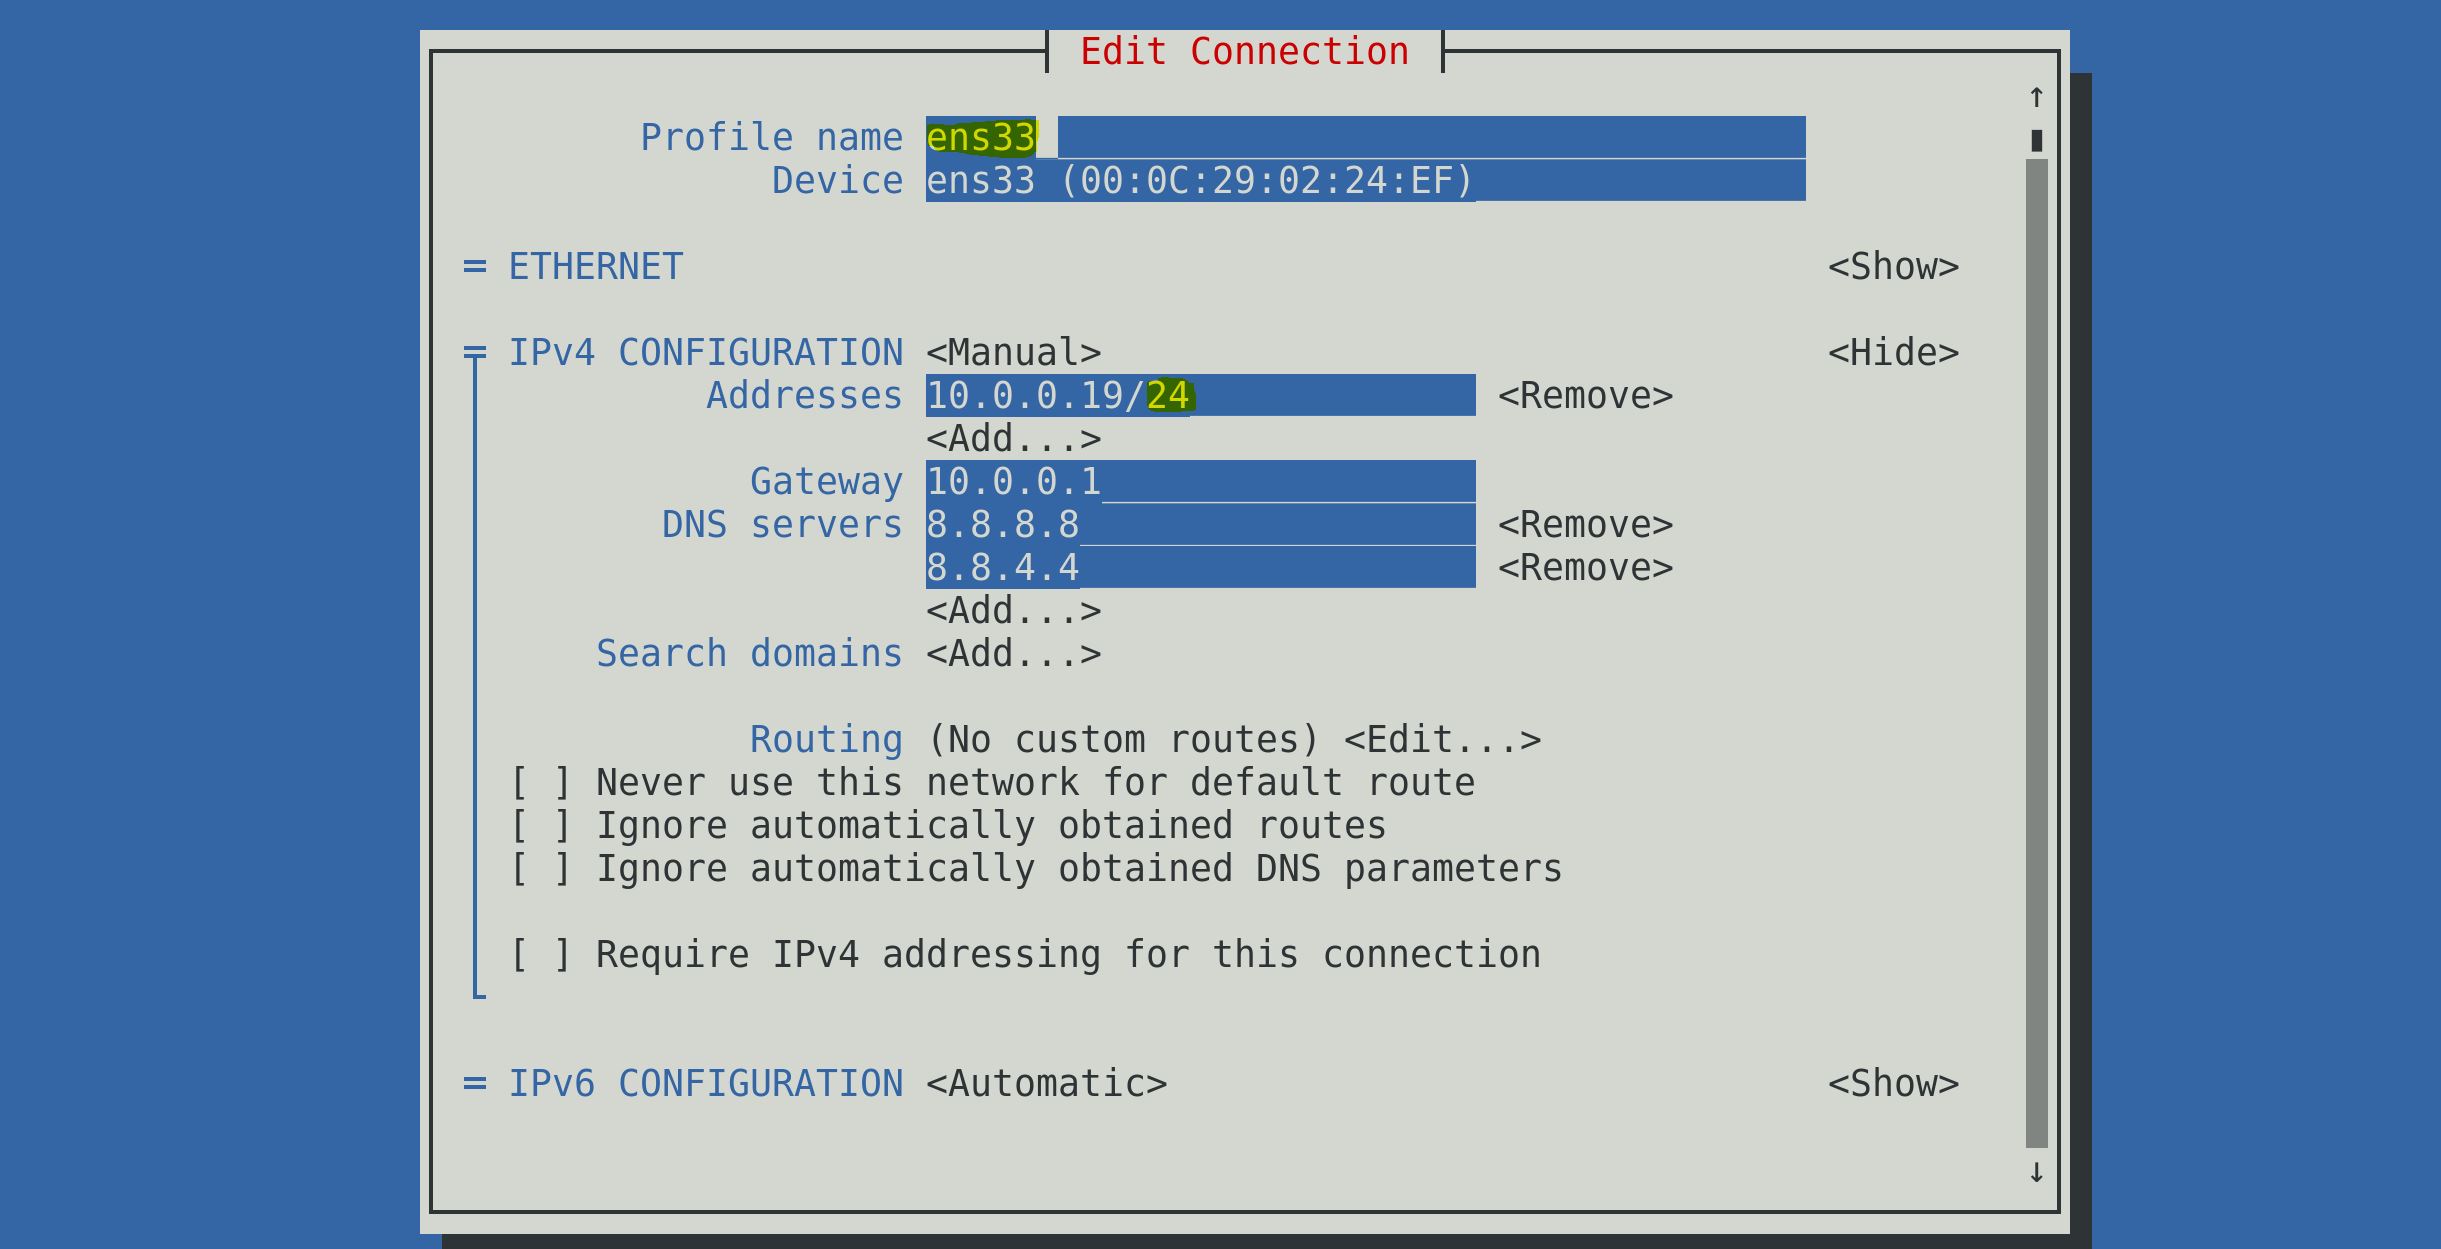 Edit Connection
Profile name ens33
Device ens33 (00:0C:29:02:24:EF)
= ETHERNET <Show>
IPv4 CONFIGURATION <Manual> <Hide>
Addresses 10.0.0.19/24 <Remove>
<Add...>
Gateway 10.0.0.1
DNS servers 8.8.8.8 <Remove>
8.8.4.4 <Remove>
<Add...>
Search domains <Add...>
Routing (No custom routes) <Edit...>
[ ] Never use this network for default route
[ ] Ignore automatically obtained routes
[ ] Ignore automatically obtained DNS parameters
[ ] Require IPv4 addressing for this connection
= IPv6 CONFIGURATION <Automatic> <Show>